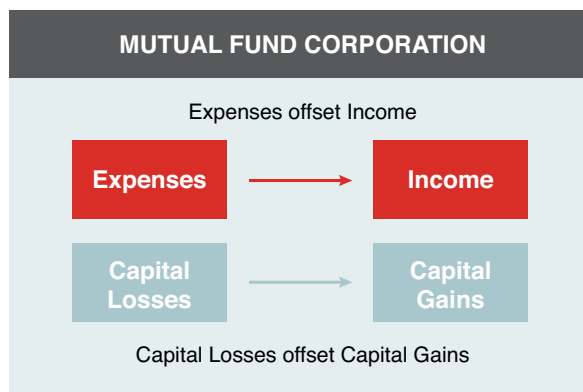 MUTUAL FUND CORPORATION
Expenses offset Income
Expenses
Income
Capital
Losses
Capital
Gains
Capital Losses offset Capital Gains